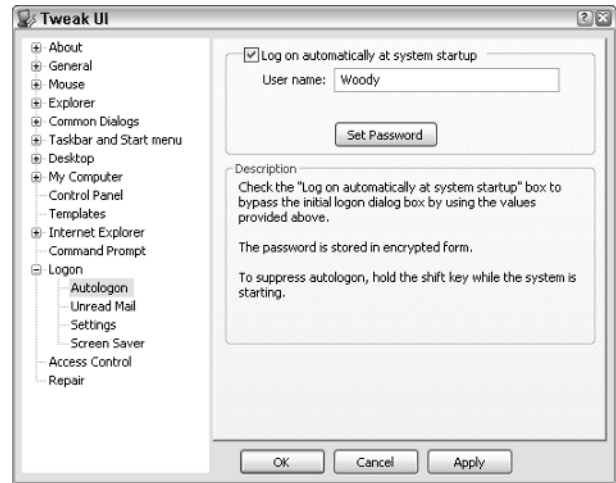 Tweak UI
About
General
Mouse
Explorer
Common Dialogs
Taskbar and Start menu
Desktop
My Computer
Control Panel
Templates
Internet Explorer
Command Prompt
Logon
Autologon
Unread Mail
Settings
Screen Saver
Access Control
Repair
Log on automatically at system startup
User name: Woody
Set Password
Description
Check the "Log on automatically at system startup" box to
bypass the initial logon dialog box by using the values
provided above.
The password is stored in encrypted form.
To suppress autologon, hold the shift key while the system is
starting.
OK Cancel Apply